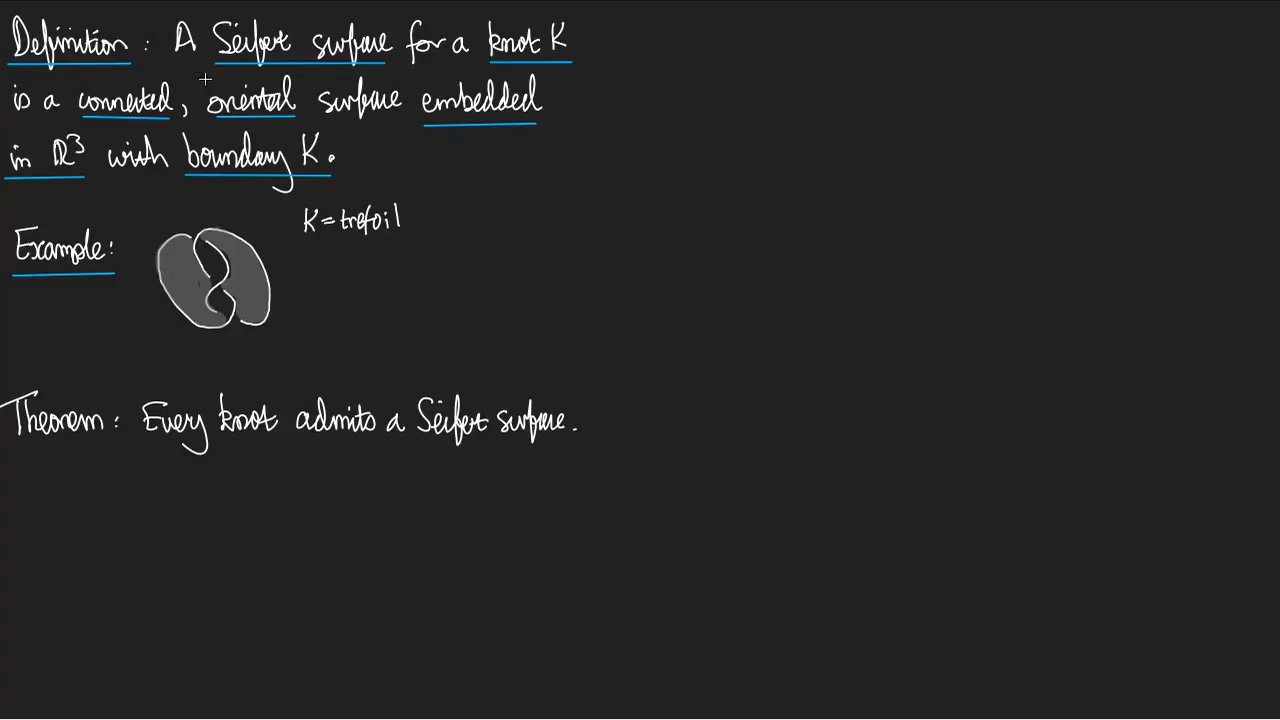 Definition: A Seifert surface for a knot K
is a connected, oriented surface embedded
in ℝ³ with boundary K.
K = trefoil
Example:
Theorem: Every knot admits a Seifert surface.